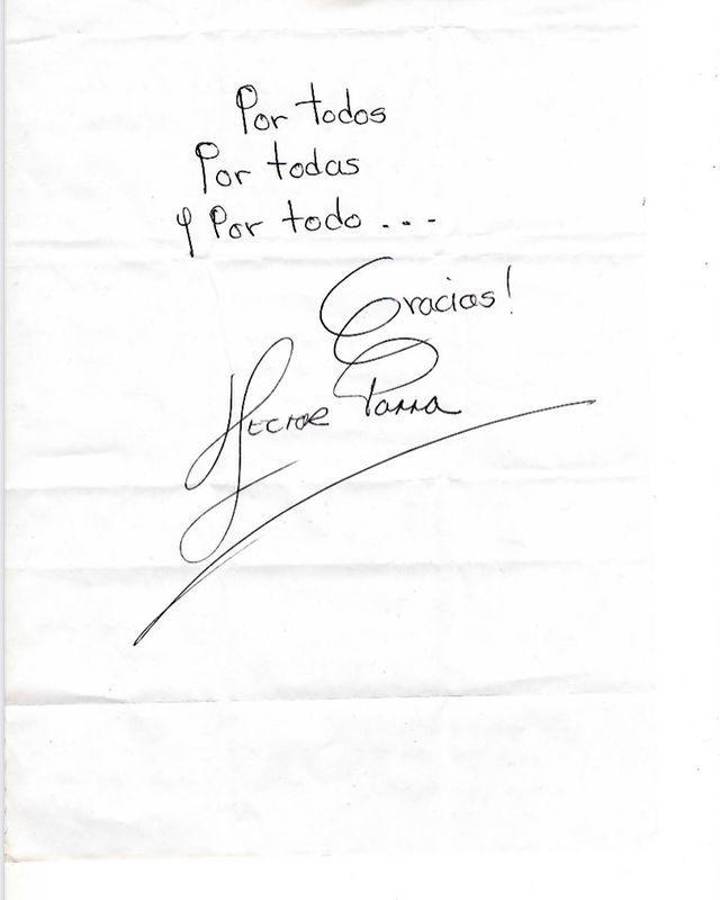 Por todos
Por todas
y Por todo...
Gracias!
Hector Parra